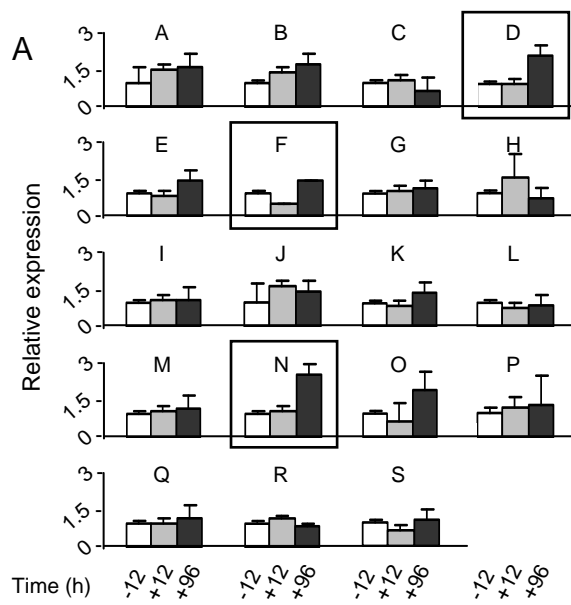 A
A B C D
3
1.5
0
E F G H
3
1.5
0
I J K L
3
1.5
0
M N O P
3
1.5
0
Q R S
3
1.5
0
Relative expression
Time (h) -12 +12 +96 -12 +12 +96 -12 +12 +96 -12 +12 +96